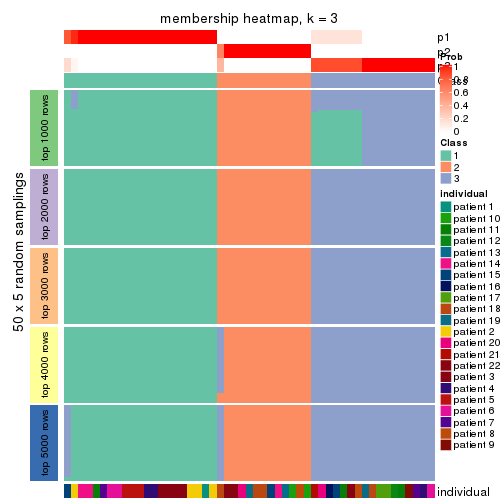 membership heatmap, k = 3
p1
p2
p3
Class
50 x 5 random samplings
top 1000 rows
top 2000 rows
top 3000 rows
top 4000 rows
top 5000 rows
individual
Prob
1
0.8
0.6
0.4
0.2
0
Class
1
2
3
individual
patient 1
patient 10
patient 11
patient 12
patient 13
patient 14
patient 15
patient 16
patient 17
patient 18
patient 19
patient 2
patient 20
patient 21
patient 22
patient 3
patient 4
patient 5
patient 6
patient 7
patient 8
patient 9